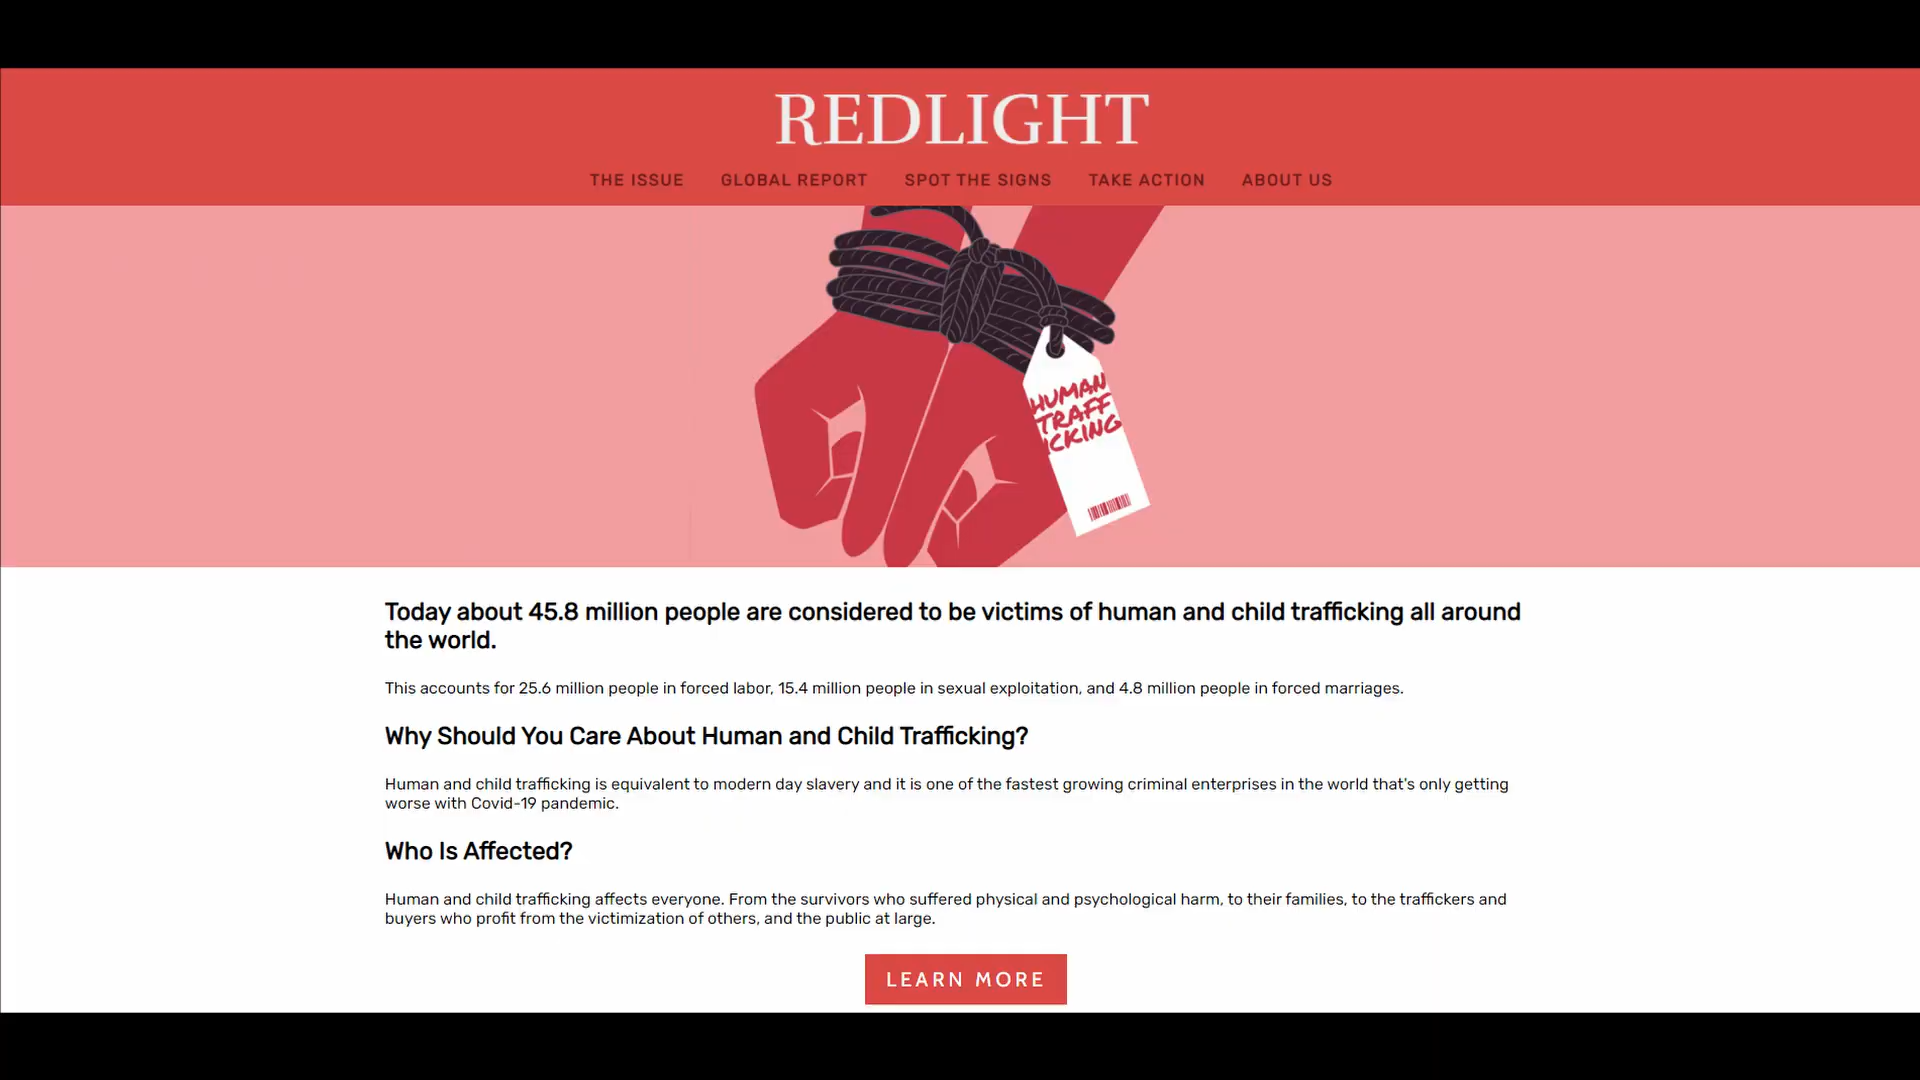 REDLIGHT
THE ISSUE GLOBAL REPORT SPOT THE SIGNS TAKE ACTION ABOUT US
HUMAN
TRAFF
ICKING
Today about 45.8 million people are considered to be victims of human and child trafficking all around
the world.
This accounts for 25.6 million people in forced labor, 15.4 million people in sexual exploitation, and 4.8 million people in forced marriages.
Why Should You Care About Human and Child Trafficking?
Human and child trafficking is equivalent to modern day slavery and it is one of the fastest growing criminal enterprises in the world that's only getting
worse with Covid-19 pandemic.
Who Is Affected?
Human and child trafficking affects everyone. From the survivors who suffered physical and psychological harm, to their families, to the traffickers and
buyers who profit from the victimization of others, and the public at large.
LEARN MORE